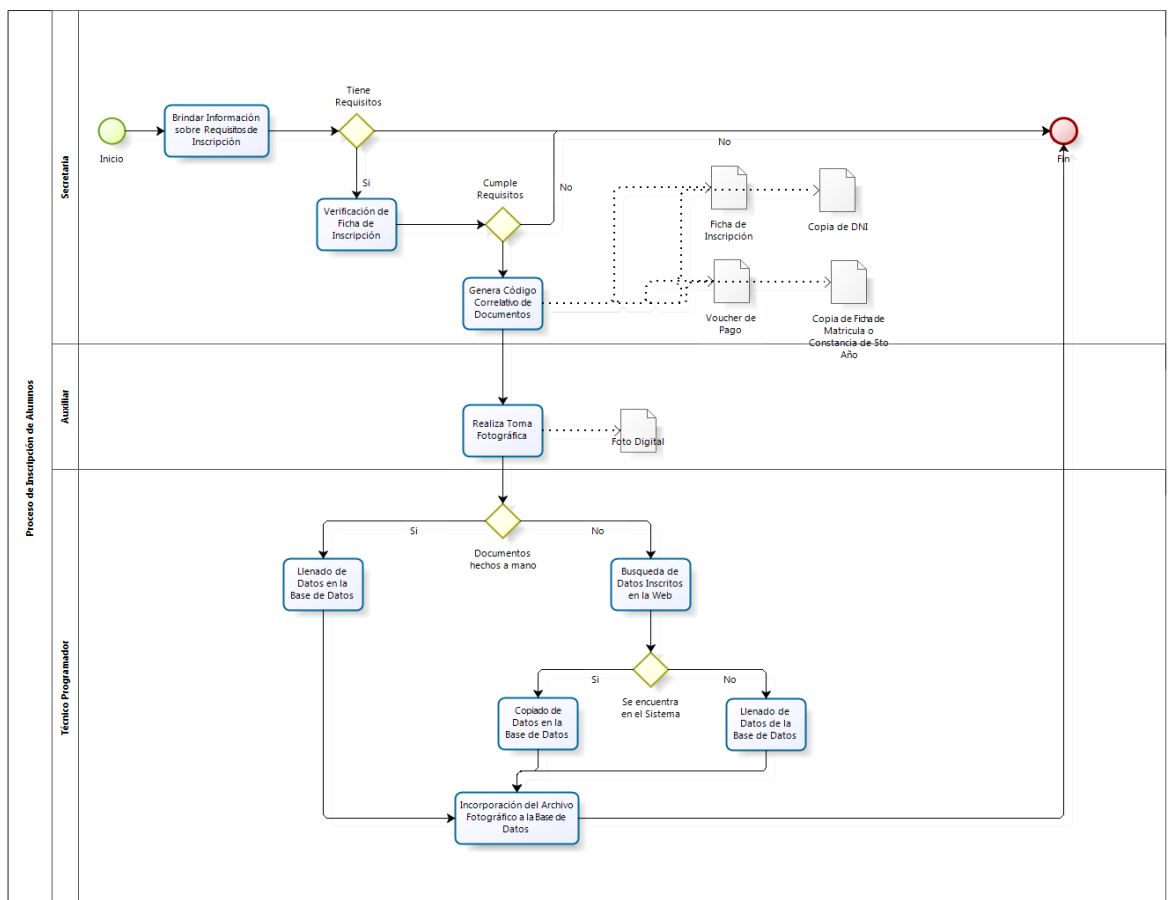 Proceso de Inscripción de Alumnos
Secretaria
Inicio
Brindar Información
sobre Requisitos de
Inscripción
Tiene
Requisitos
No
Fin
Si
Verificación de
Ficha de
Inscripción
Cumple
Requisitos
No
Genera Código
Correlativo de
Documentos
Ficha de
Inscripción
Copia de DNI
Voucher de
Pago
Copia de Ficha de
Matricula o
Constancia de 5to
Año
Auxiliar
Realiza Toma
Fotográfica
Foto Digital
Técnico Programador
Documentos
hechos a mano
Si
No
Llenado de
Datos en la
Base de Datos
Busqueda de
Datos Inscritos
en la Web
Se encuentra
en el Sistema
Si
No
Copiado de
Datos en la
Base de Datos
Llenado de
Datos de la
Base de Datos
Incorporación del Archivo
Fotográfico a la Base de
Datos